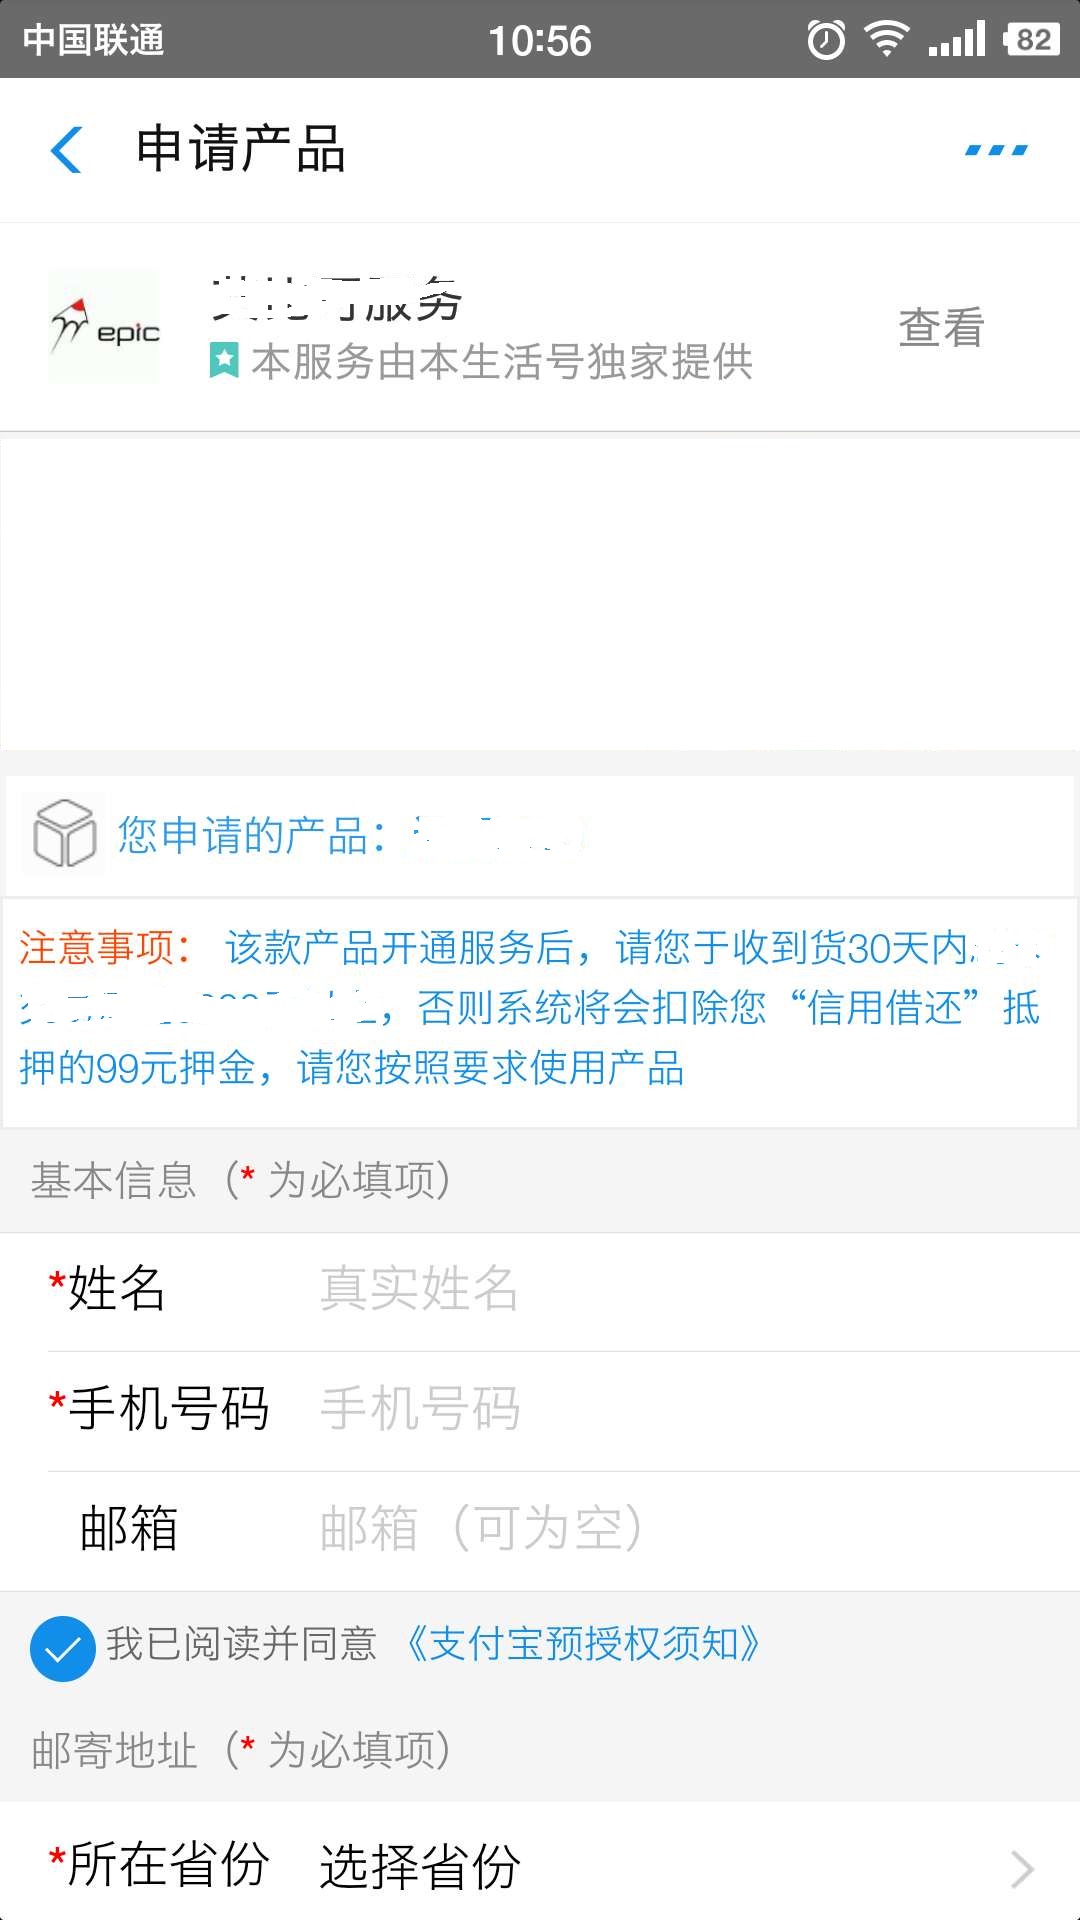 中国联通 10:56 82
申请产品
epic
服务
查看
本服务由本生活号独家提供
您申请的产品：
注意事项： 该款产品开通服务后，请您于收到货30天内
，否则系统将会扣除您“信用借还”抵
押的99元押金，请您按照要求使用产品
基本信息（* 为必填项）
*姓名 真实姓名
*手机号码 手机号码
邮箱 邮箱（可为空）
我已阅读并同意 《支付宝预授权须知》
邮寄地址（* 为必填项）
*所在省份 选择省份